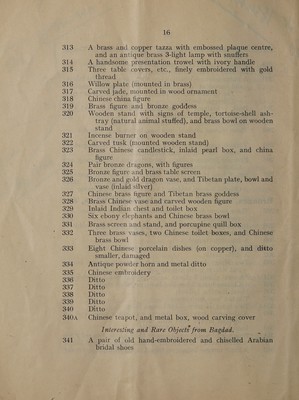 16
313 A brass and copper tazza with embossed plaque centre,
and an antique brass 3-light lamp with snuffers
314 A handsome presentation trowel with ivory handle
315 Three table covers, etc., finely embroidered with gold
thread
316 Willow plate (mounted in brass)
317 Carved jade, mounted in wood ornament
318 Chinese china figure
319 Brass figure and bronze goddess
320 Wooden stand with signs of temple, tortoise-shell ash-
tray (natural animal stuffed), and brass bowl on wooden
stand
321 Incense burner on wooden stand
322 Carved tusk (mounted wooden stand)
323 Brass Chinese candlestick, inlaid pearl box, and china
figure
324 Pair bronze dragons, with figures
325 Bronze figure and brass table screen
326 Bronze and gold dragon vase, and Tibetan plate, bowl and
vase (inlaid silver)
327 Chinese brass figure and Tibetan brass goddess
328 Brass Chinese vase and carved wooden figure
329 Inlaid Indian chest and toilet box
330 Six ebony elephants and Chinese brass bowl
331 Brass screen and stand, and porcupine quill box
332 Three brass vases, two Chinese toilet boxes, and Chinese
brass bowl
333 Eight Chinese porcelain dishes (on copper), and ditto
smaller, damaged
334 Antique powder horn and metal ditto
335 Chinese embroidery
336 Ditto
337 Ditto
338 Ditto
339 Ditto
340 Ditto
340A Chinese teapot, and metal box, wood carving cover
Interesting and Rare Objects from Bagdad.
341 A pair of old hand-embroidered and chiselled Arabian
bridal shoes